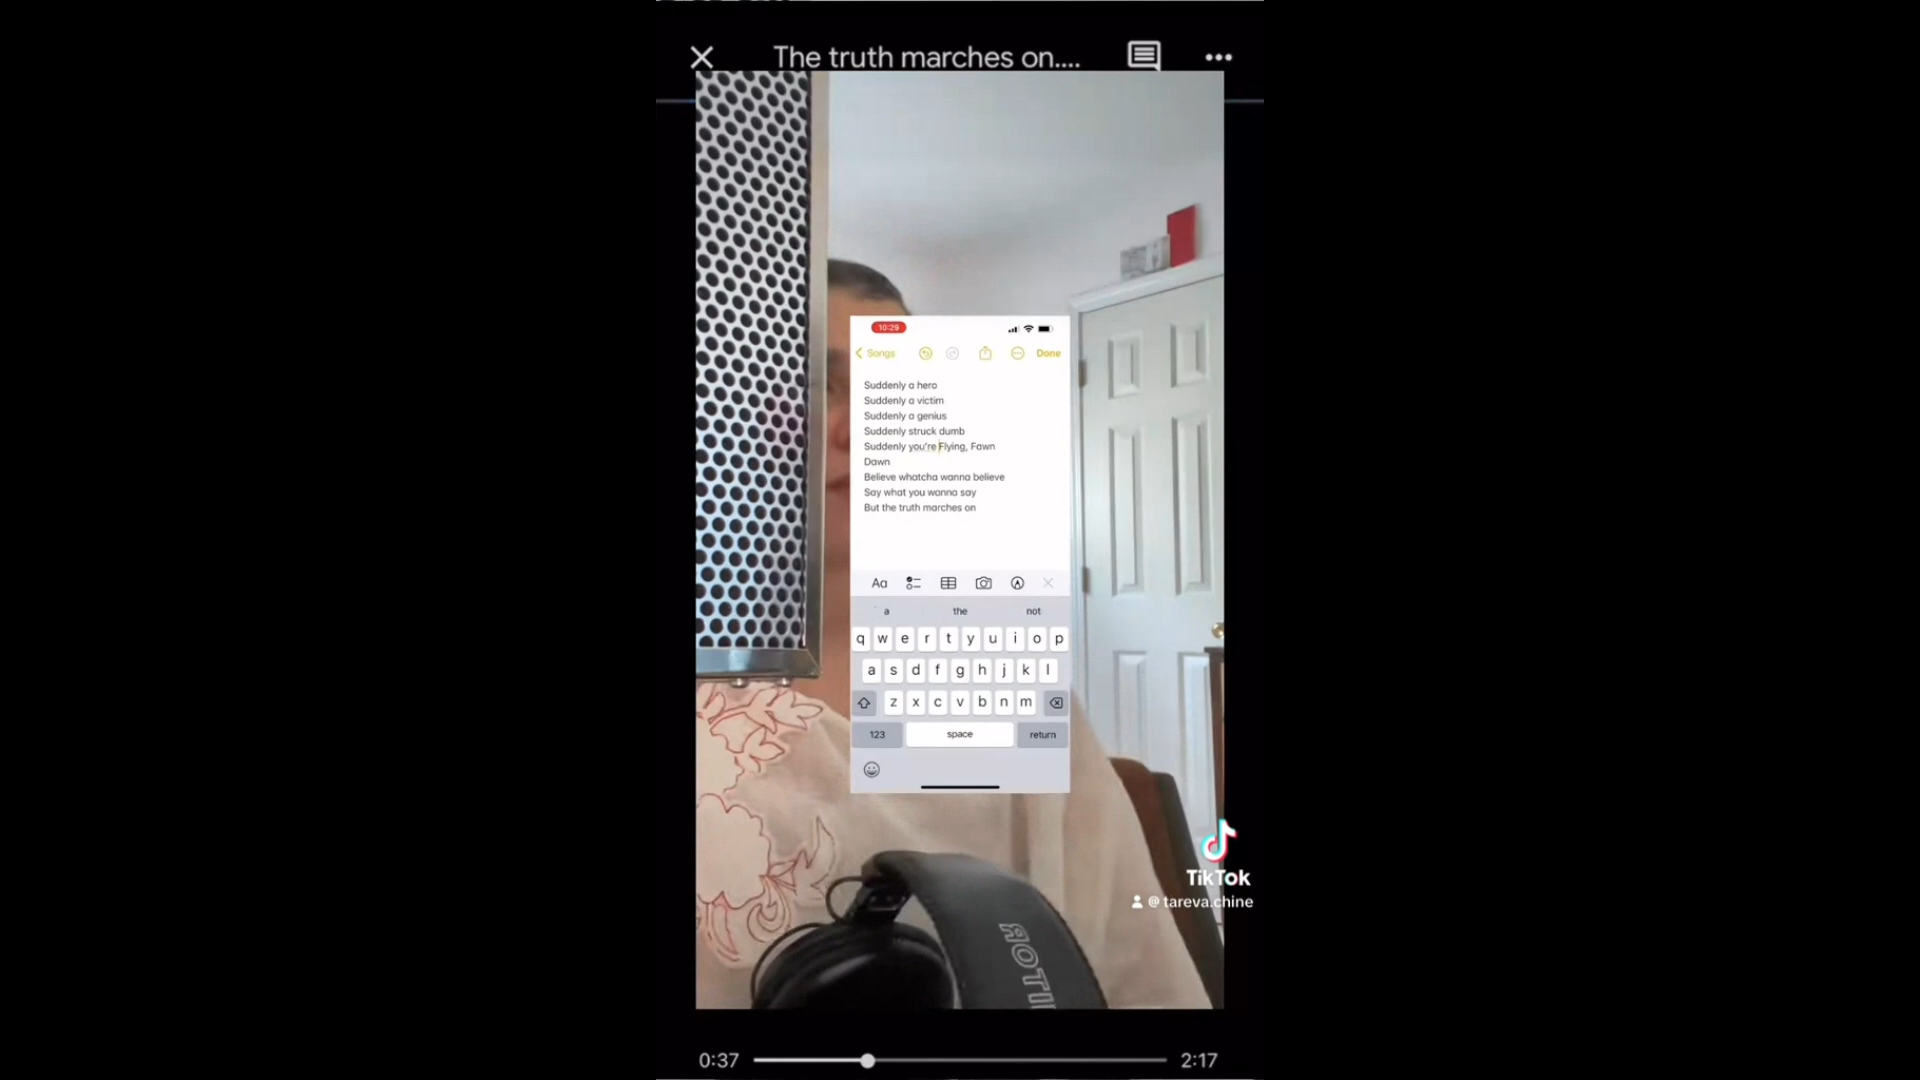 The truth marches on....
10:29
Songs
Done
Suddenly a hero
Suddenly a victim
Suddenly a genius
Suddenly struck dumb
Suddenly you're Flying, Fawn
Dawn
Believe whatcha wanna believe
Say what you wanna say
But the truth marches on
Aa
a the not
q w e r t y u i o p
a s d f g h j k l
z x c v b n m
123 space return
TikTok
@tareva.chine
0:37
2:17